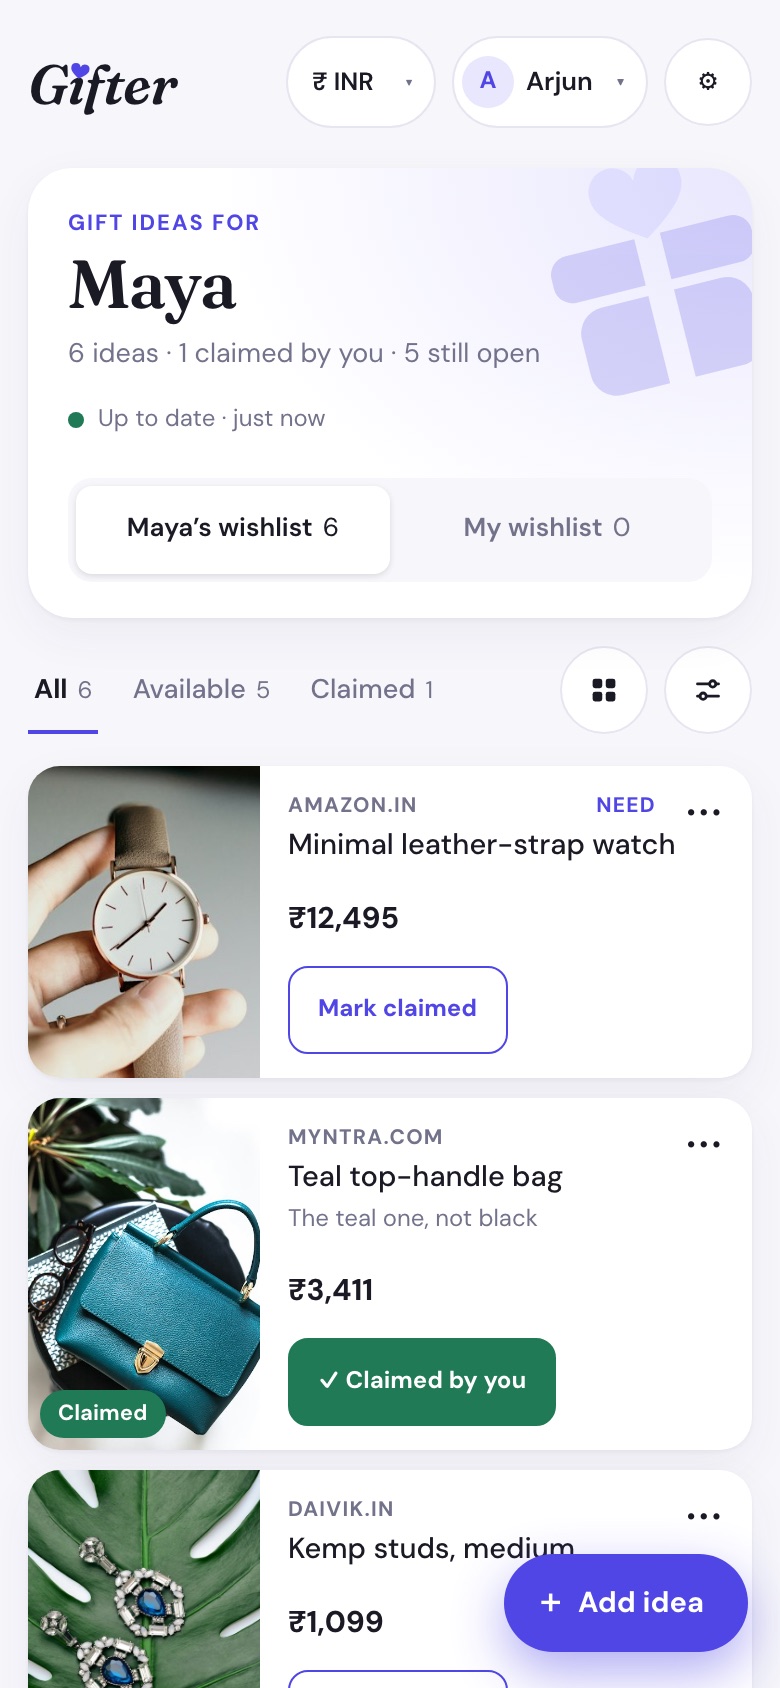 Gifter
₹ INR
A Arjun
GIFT IDEAS FOR
Maya
6 ideas · 1 claimed by you · 5 still open
Up to date · just now
Maya’s wishlist 6
My wishlist 0
All 6
Available 5
Claimed 1
AMAZON.IN
NEED
Minimal leather-strap watch
₹12,495
Mark claimed
MYNTRA.COM
Teal top-handle bag
The teal one, not black
₹3,411
✓ Claimed by you
Claimed
DAIVIK.IN
Kemp studs, medium
₹1,099
+ Add idea